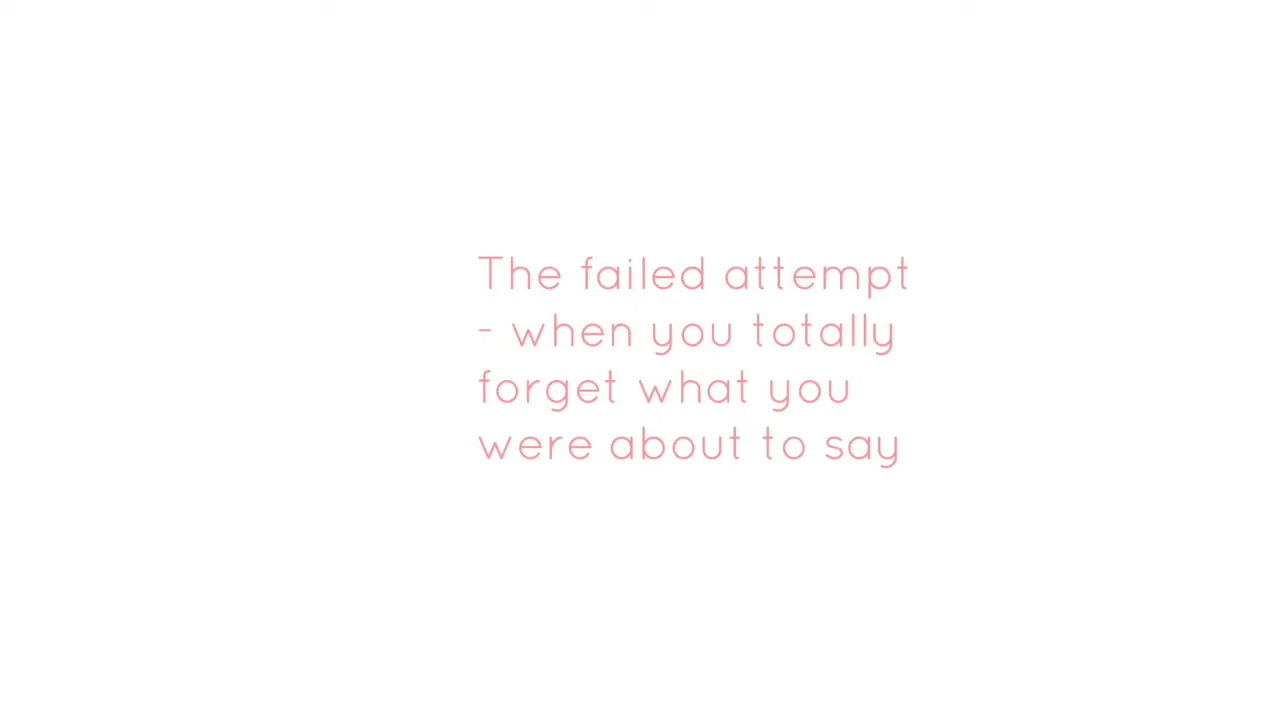 The failed attempt
- when you totally
forget what you
were about to say